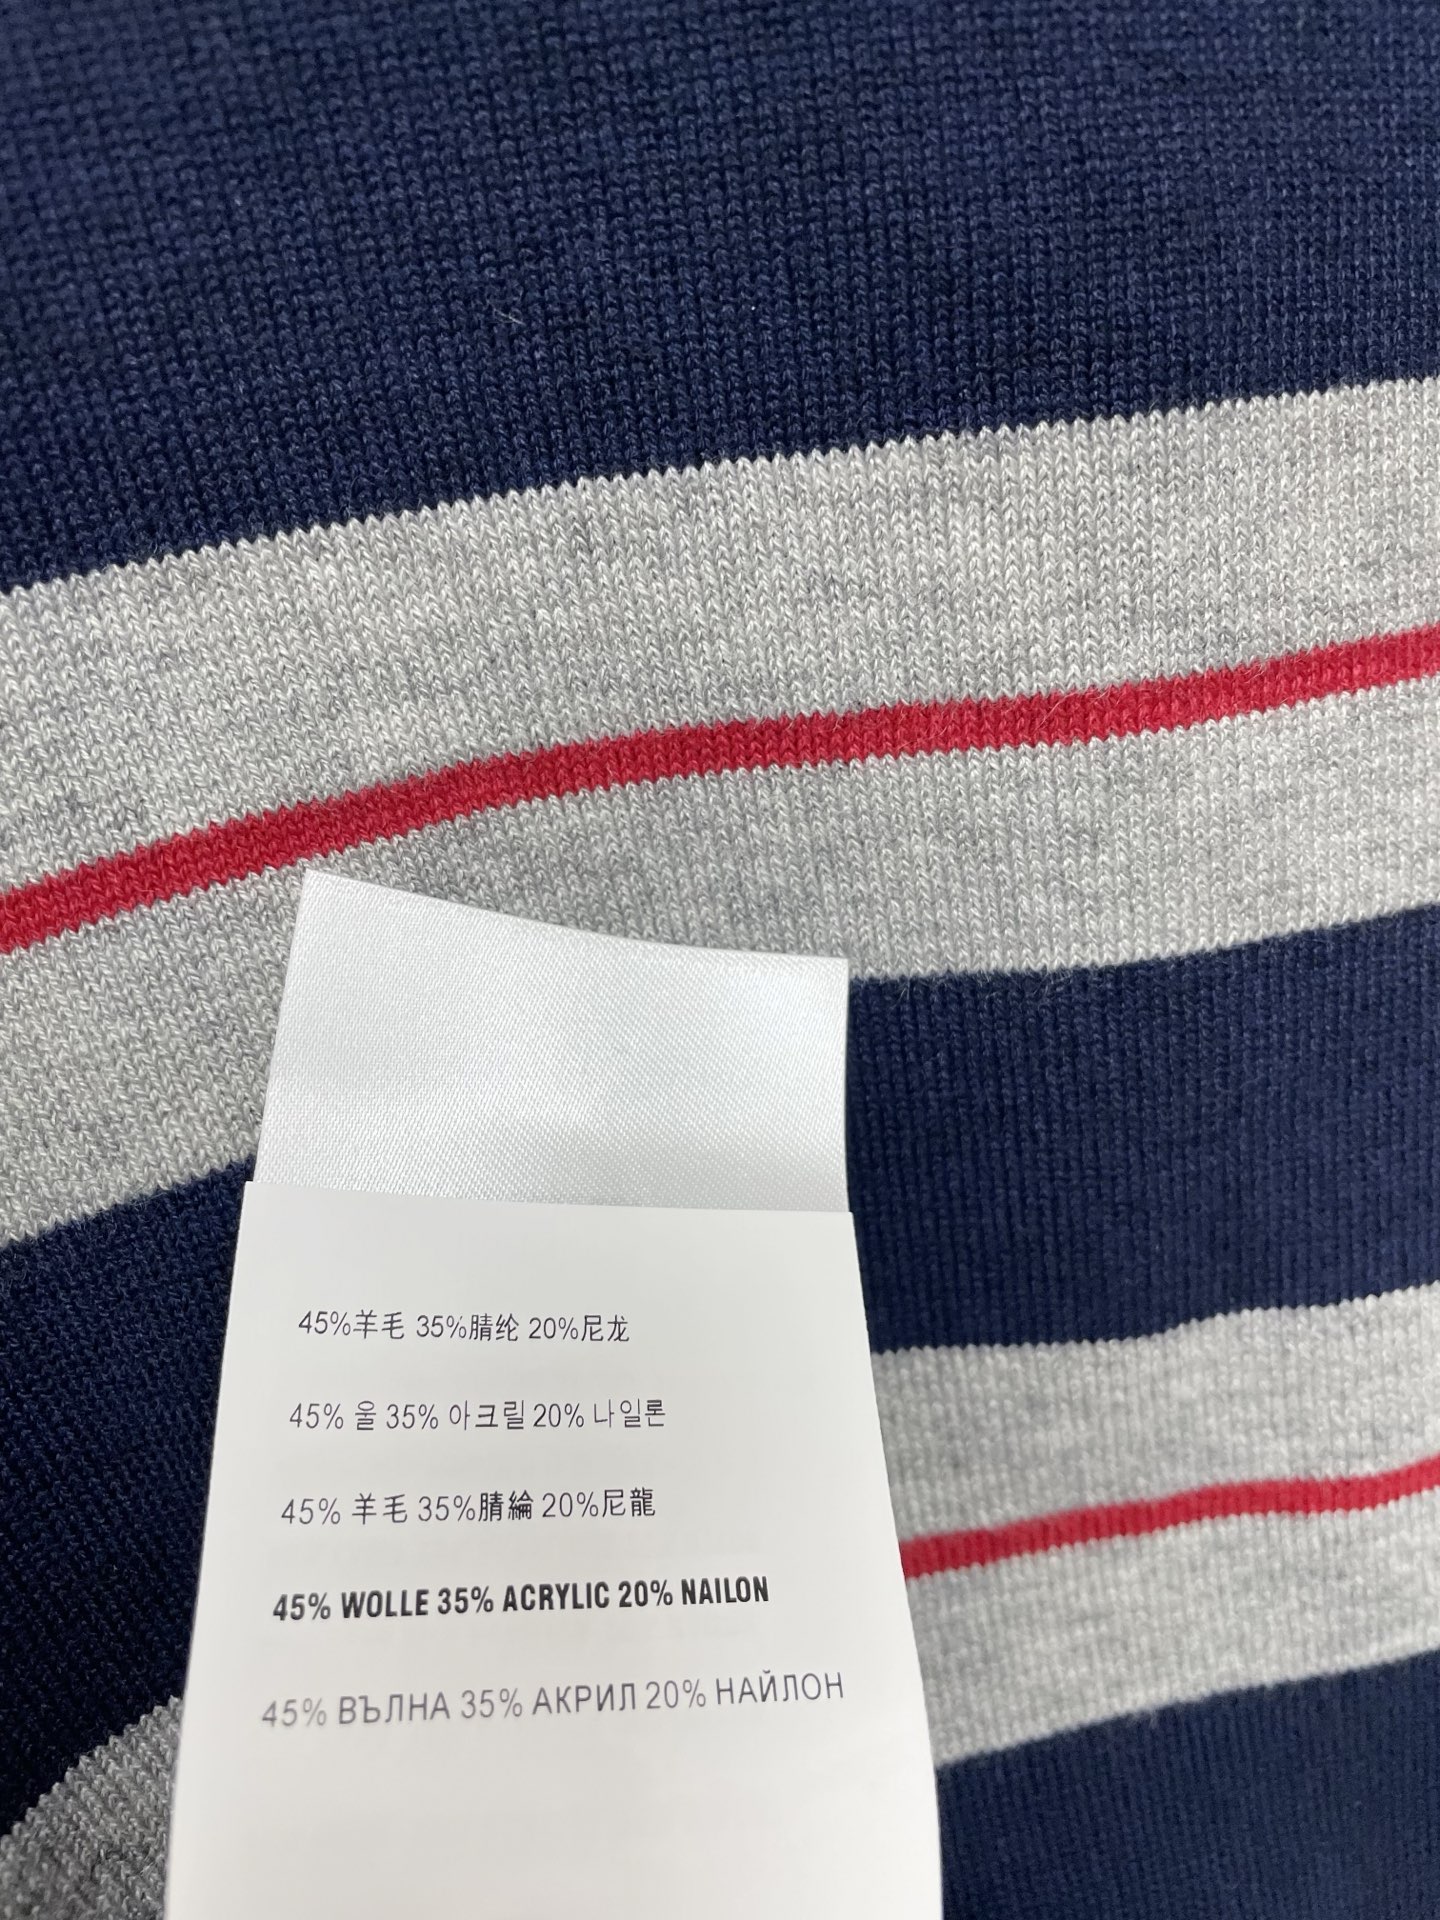 45%羊毛 35%腈纶 20%尼龙
45% 울 35% 아크릴 20% 나일론
45% 羊毛 35%腈綸 20%尼龍
45% WOLLE 35% ACRYLIC 20% NAILON
45% ВЪЛНА 35% АКРИЛ 20% НАЙЛОН